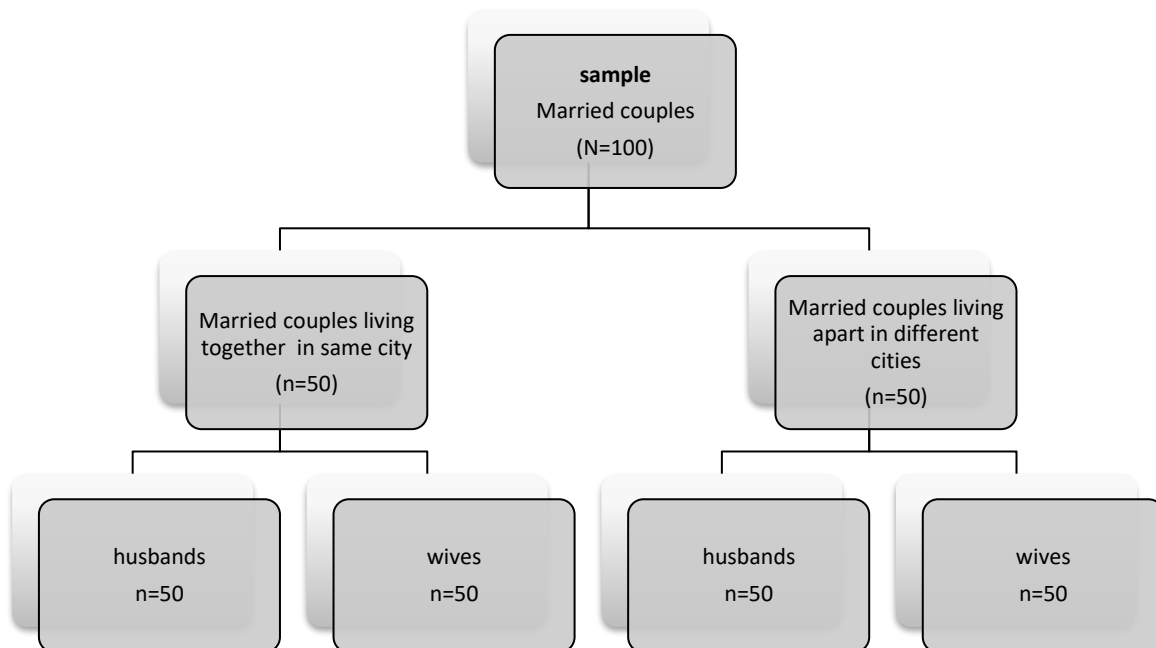 sample
Married couples
(N=100)
Married couples living
together in same city
(n=50)
Married couples living
apart in different
cities
(n=50)
husbands
n=50
wives
n=50
husbands
n=50
wives
n=50